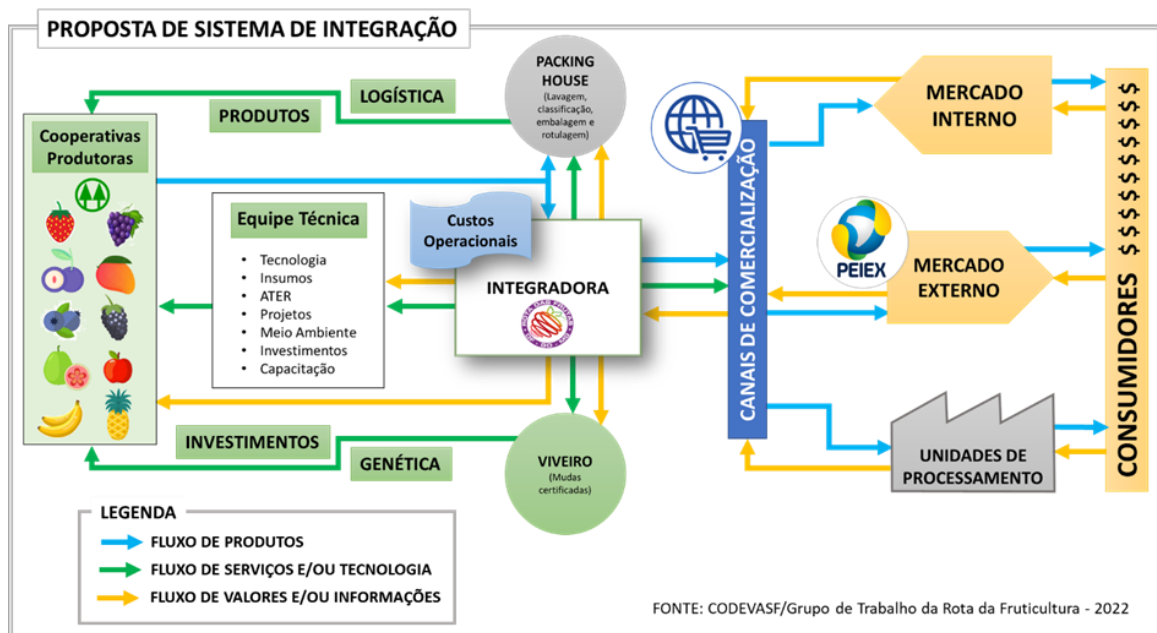 PROPOSTA DE SISTEMA DE INTEGRAÇÃO
PACKING
HOUSE
(Lavagem,
classificação,
embalagem e
rotulagem)
LOGÍSTICA
PRODUTOS
Cooperativas
Produtoras
Equipe Técnica
• Tecnologia
• Insumos
• ATER
• Projetos
• Meio Ambiente
• Investimentos
• Capacitação
Custos
Operacionais
INTEGRADORA
ROTA DAS FRUTAS
INVESTIMENTOS
GENÉTICA
VIVEIRO
(Mudas
certificadas)
CANAIS DE COMERCIALIZAÇÃO
MERCADO
INTERNO
PEIEX
MERCADO
EXTERNO
UNIDADES DE
PROCESSAMENTO
CONSUMIDORES $ $ $ $ $ $ $ $ $ $
LEGENDA
FLUXO DE PRODUTOS
FLUXO DE SERVIÇOS E/OU TECNOLOGIA
FLUXO DE VALORES E/OU INFORMAÇÕES
FONTE: CODEVASF/Grupo de Trabalho da Rota da Fruticultura - 2022